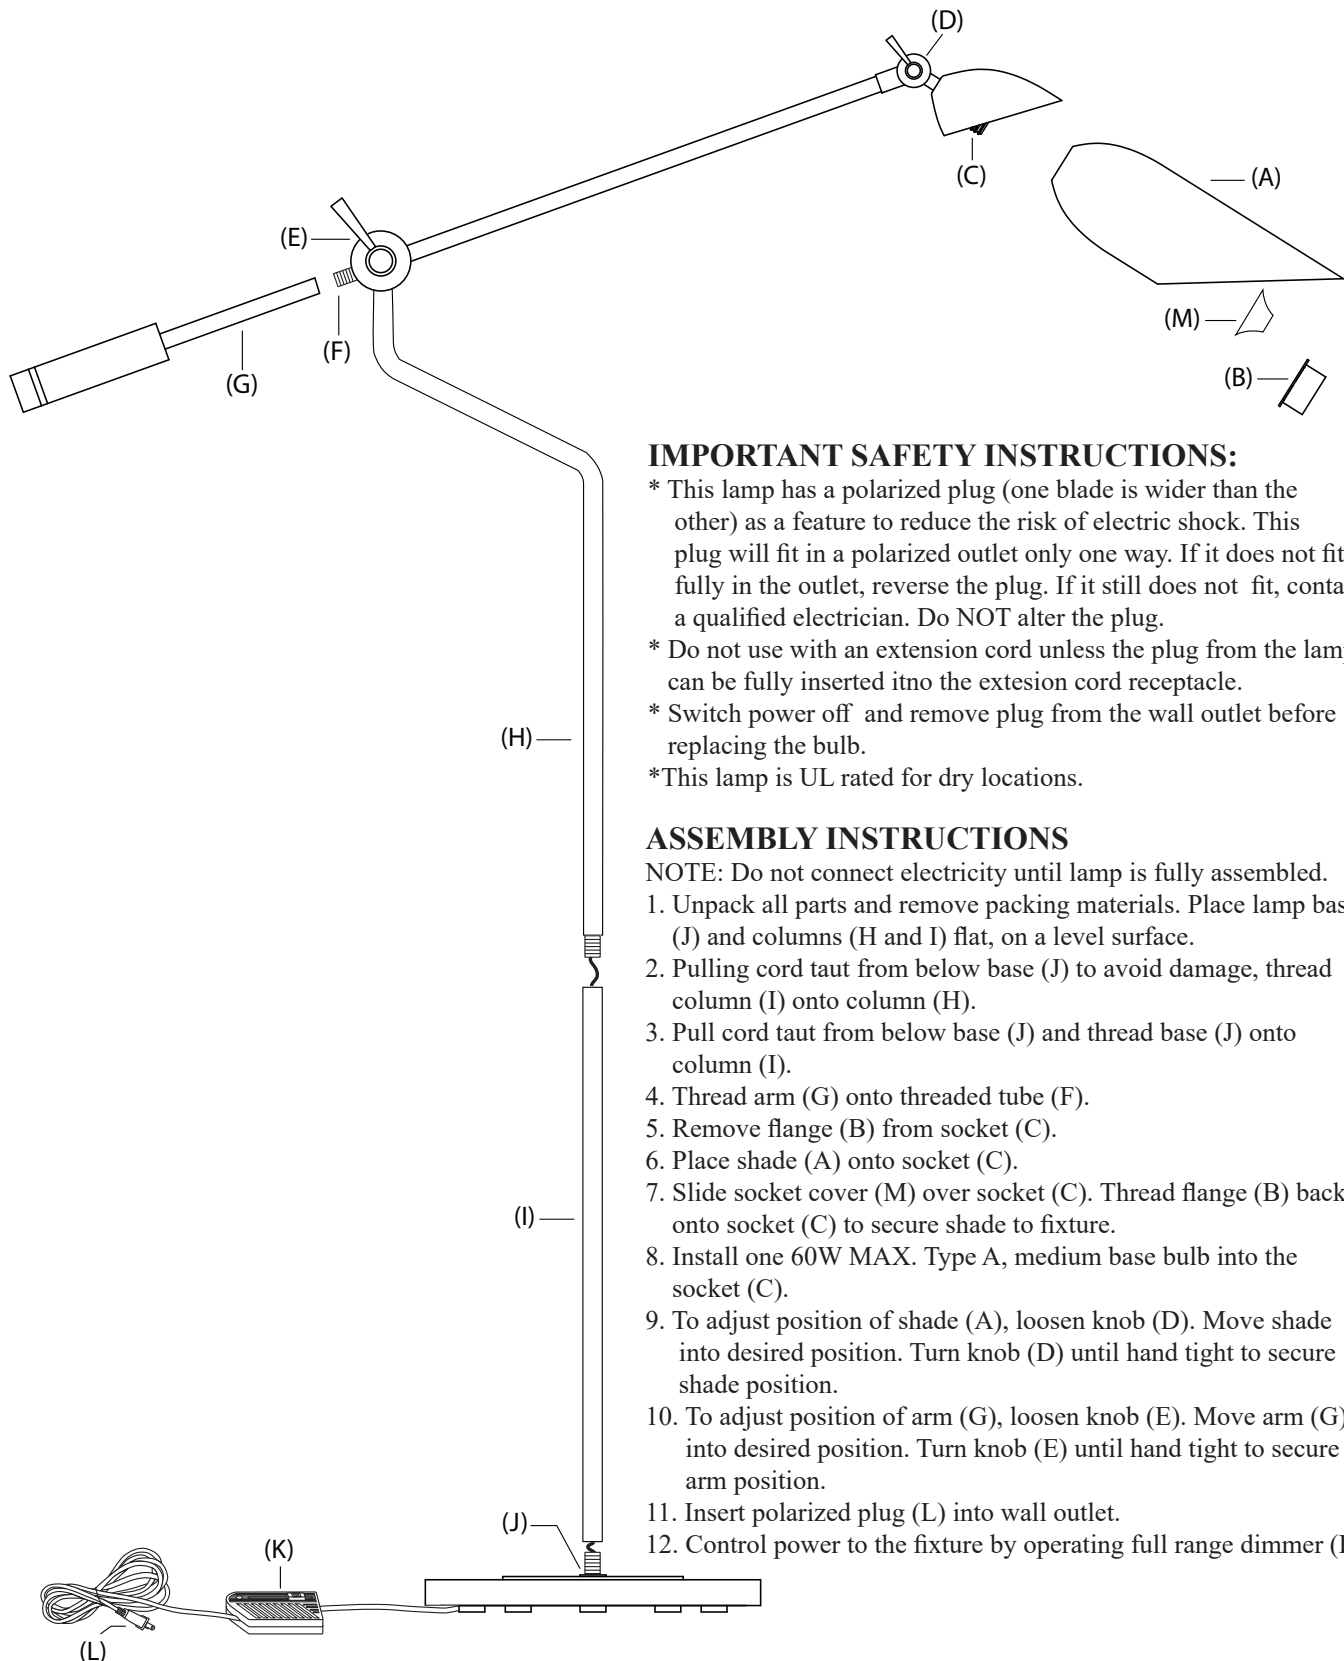 (D)
(C)
(A)
(E)
(M)
(F)
(G)
(B)
IMPORTANT SAFETY INSTRUCTIONS:
* This lamp has a polarized plug (one blade is wider than the
other) as a feature to reduce the risk of electric shock. This
plug will fit in a polarized outlet only one way. If it does not fit
fully in the outlet, reverse the plug. If it still does not fit, conta
a qualified electrician. Do NOT alter the plug.
* Do not use with an extension cord unless the plug from the lam
can be fully inserted itno the extesion cord receptacle.
* Switch power off and remove plug from the wall outlet before
replacing the bulb.
*This lamp is UL rated for dry locations.
(H)
ASSEMBLY INSTRUCTIONS
NOTE: Do not connect electricity until lamp is fully assembled.
1. Unpack all parts and remove packing materials. Place lamp bas
(J) and columns (H and I) flat, on a level surface.
2. Pulling cord taut from below base (J) to avoid damage, thread
column (I) onto column (H).
3. Pull cord taut from below base (J) and thread base (J) onto
column (I).
4. Thread arm (G) onto threaded tube (F).
5. Remove flange (B) from socket (C).
6. Place shade (A) onto socket (C).
7. Slide socket cover (M) over socket (C). Thread flange (B) back
onto socket (C) to secure shade to fixture.
8. Install one 60W MAX. Type A, medium base bulb into the
socket (C).
9. To adjust position of shade (A), loosen knob (D). Move shade
into desired position. Turn knob (D) until hand tight to secure
shade position.
10. To adjust position of arm (G), loosen knob (E). Move arm (G)
into desired position. Turn knob (E) until hand tight to secure
arm position.
11. Insert polarized plug (L) into wall outlet.
12. Control power to the fixture by operating full range dimmer (
(I)
(J)
(K)
(L)